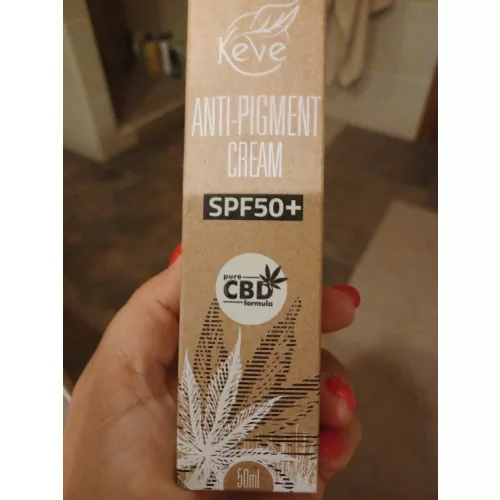 Keve
ANTI-PIGMENT
CREAM
SPF50+
pure
CBD
formula
50ml